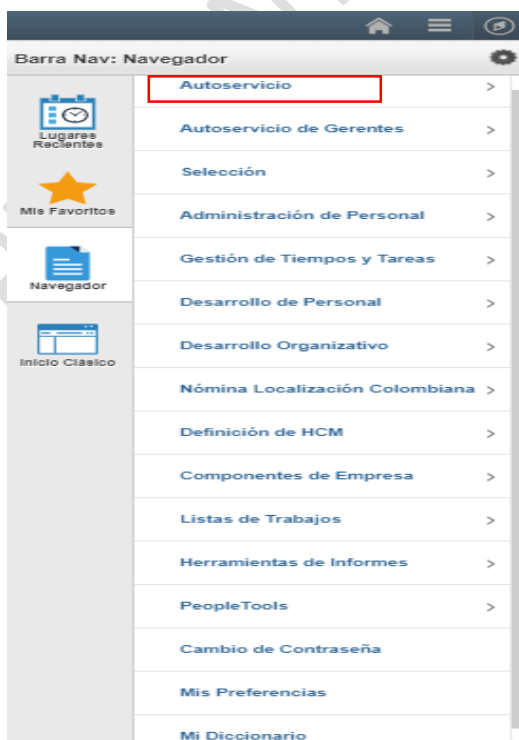 Barra Nav: Navegador
Lugares
Recientes
Mis Favoritos
Navegador
Inicio Clásico
Autoservicio
Autoservicio de Gerentes
Selección
Administración de Personal
Gestión de Tiempos y Tareas
Desarrollo de Personal
Desarrollo Organizativo
Nómina Localización Colombiana
Definición de HCM
Componentes de Empresa
Listas de Trabajos
Herramientas de Informes
PeopleTools
Cambio de Contraseña
Mis Preferencias
Mi Diccionario